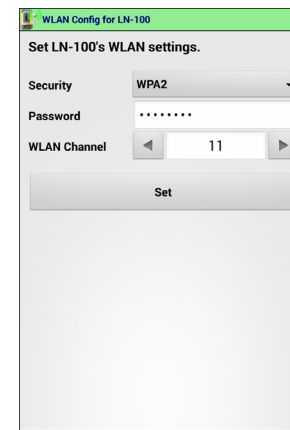 WLAN Config for LN-100
Set LN-100's WLAN settings.
Security WPA2
Password ········
WLAN Channel 11
Set